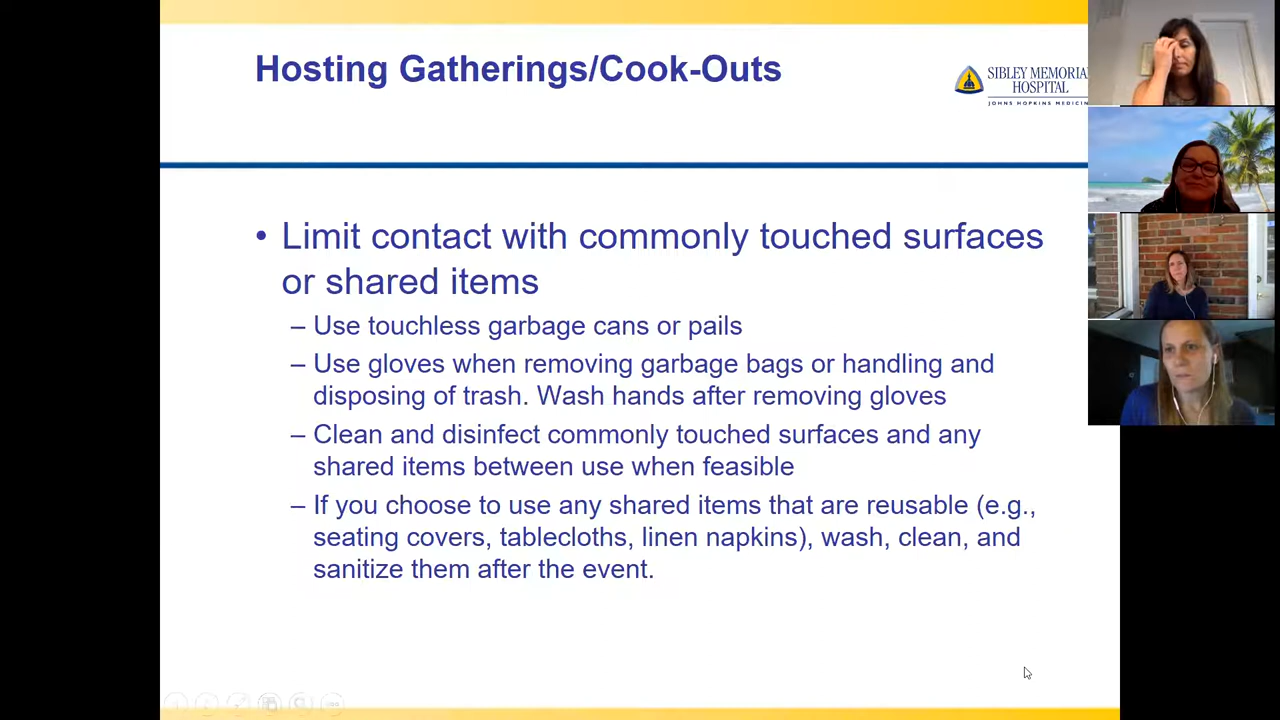 Hosting Gatherings/Cook-Outs
SIBLEY MEMORIA
HOSPITAL
JOHNS HOPKINS MEDICIN
• Limit contact with commonly touched surfaces
or shared items
– Use touchless garbage cans or pails
– Use gloves when removing garbage bags or handling and
disposing of trash. Wash hands after removing gloves
– Clean and disinfect commonly touched surfaces and any
shared items between use when feasible
– If you choose to use any shared items that are reusable (e.g.,
seating covers, tablecloths, linen napkins), wash, clean, and
sanitize them after the event.